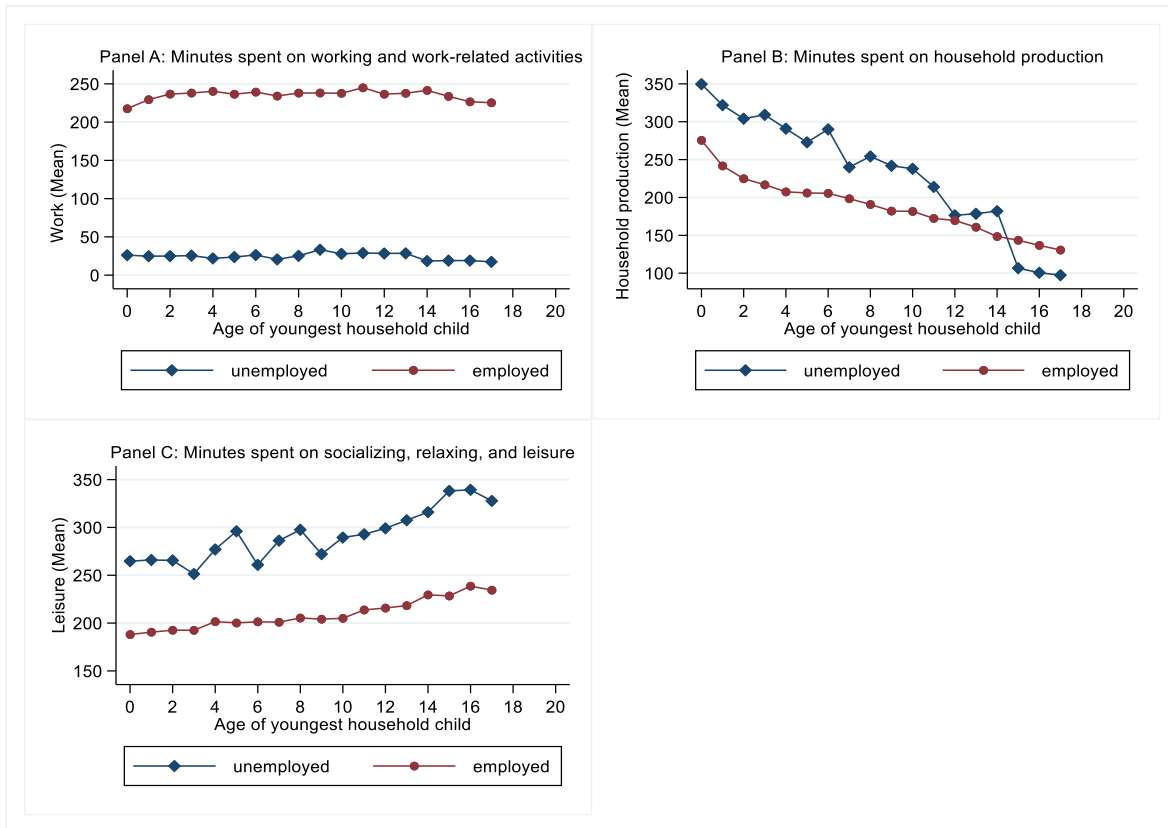 Panel A: Minutes spent on working and work-related activities
Work (Mean)
250
200
150
100
50
0
0 2 4 6 8 10 12 14 16 18 20
Age of youngest household child
unemployed employed
Panel B: Minutes spent on household production
Household production (Mean)
350
300
250
200
150
100
0 2 4 6 8 10 12 14 16 18 20
Age of youngest household child
unemployed employed
Panel C: Minutes spent on socializing, relaxing, and leisure
Leisure (Mean)
350
300
250
200
150
0 2 4 6 8 10 12 14 16 18 20
Age of youngest household child
unemployed employed